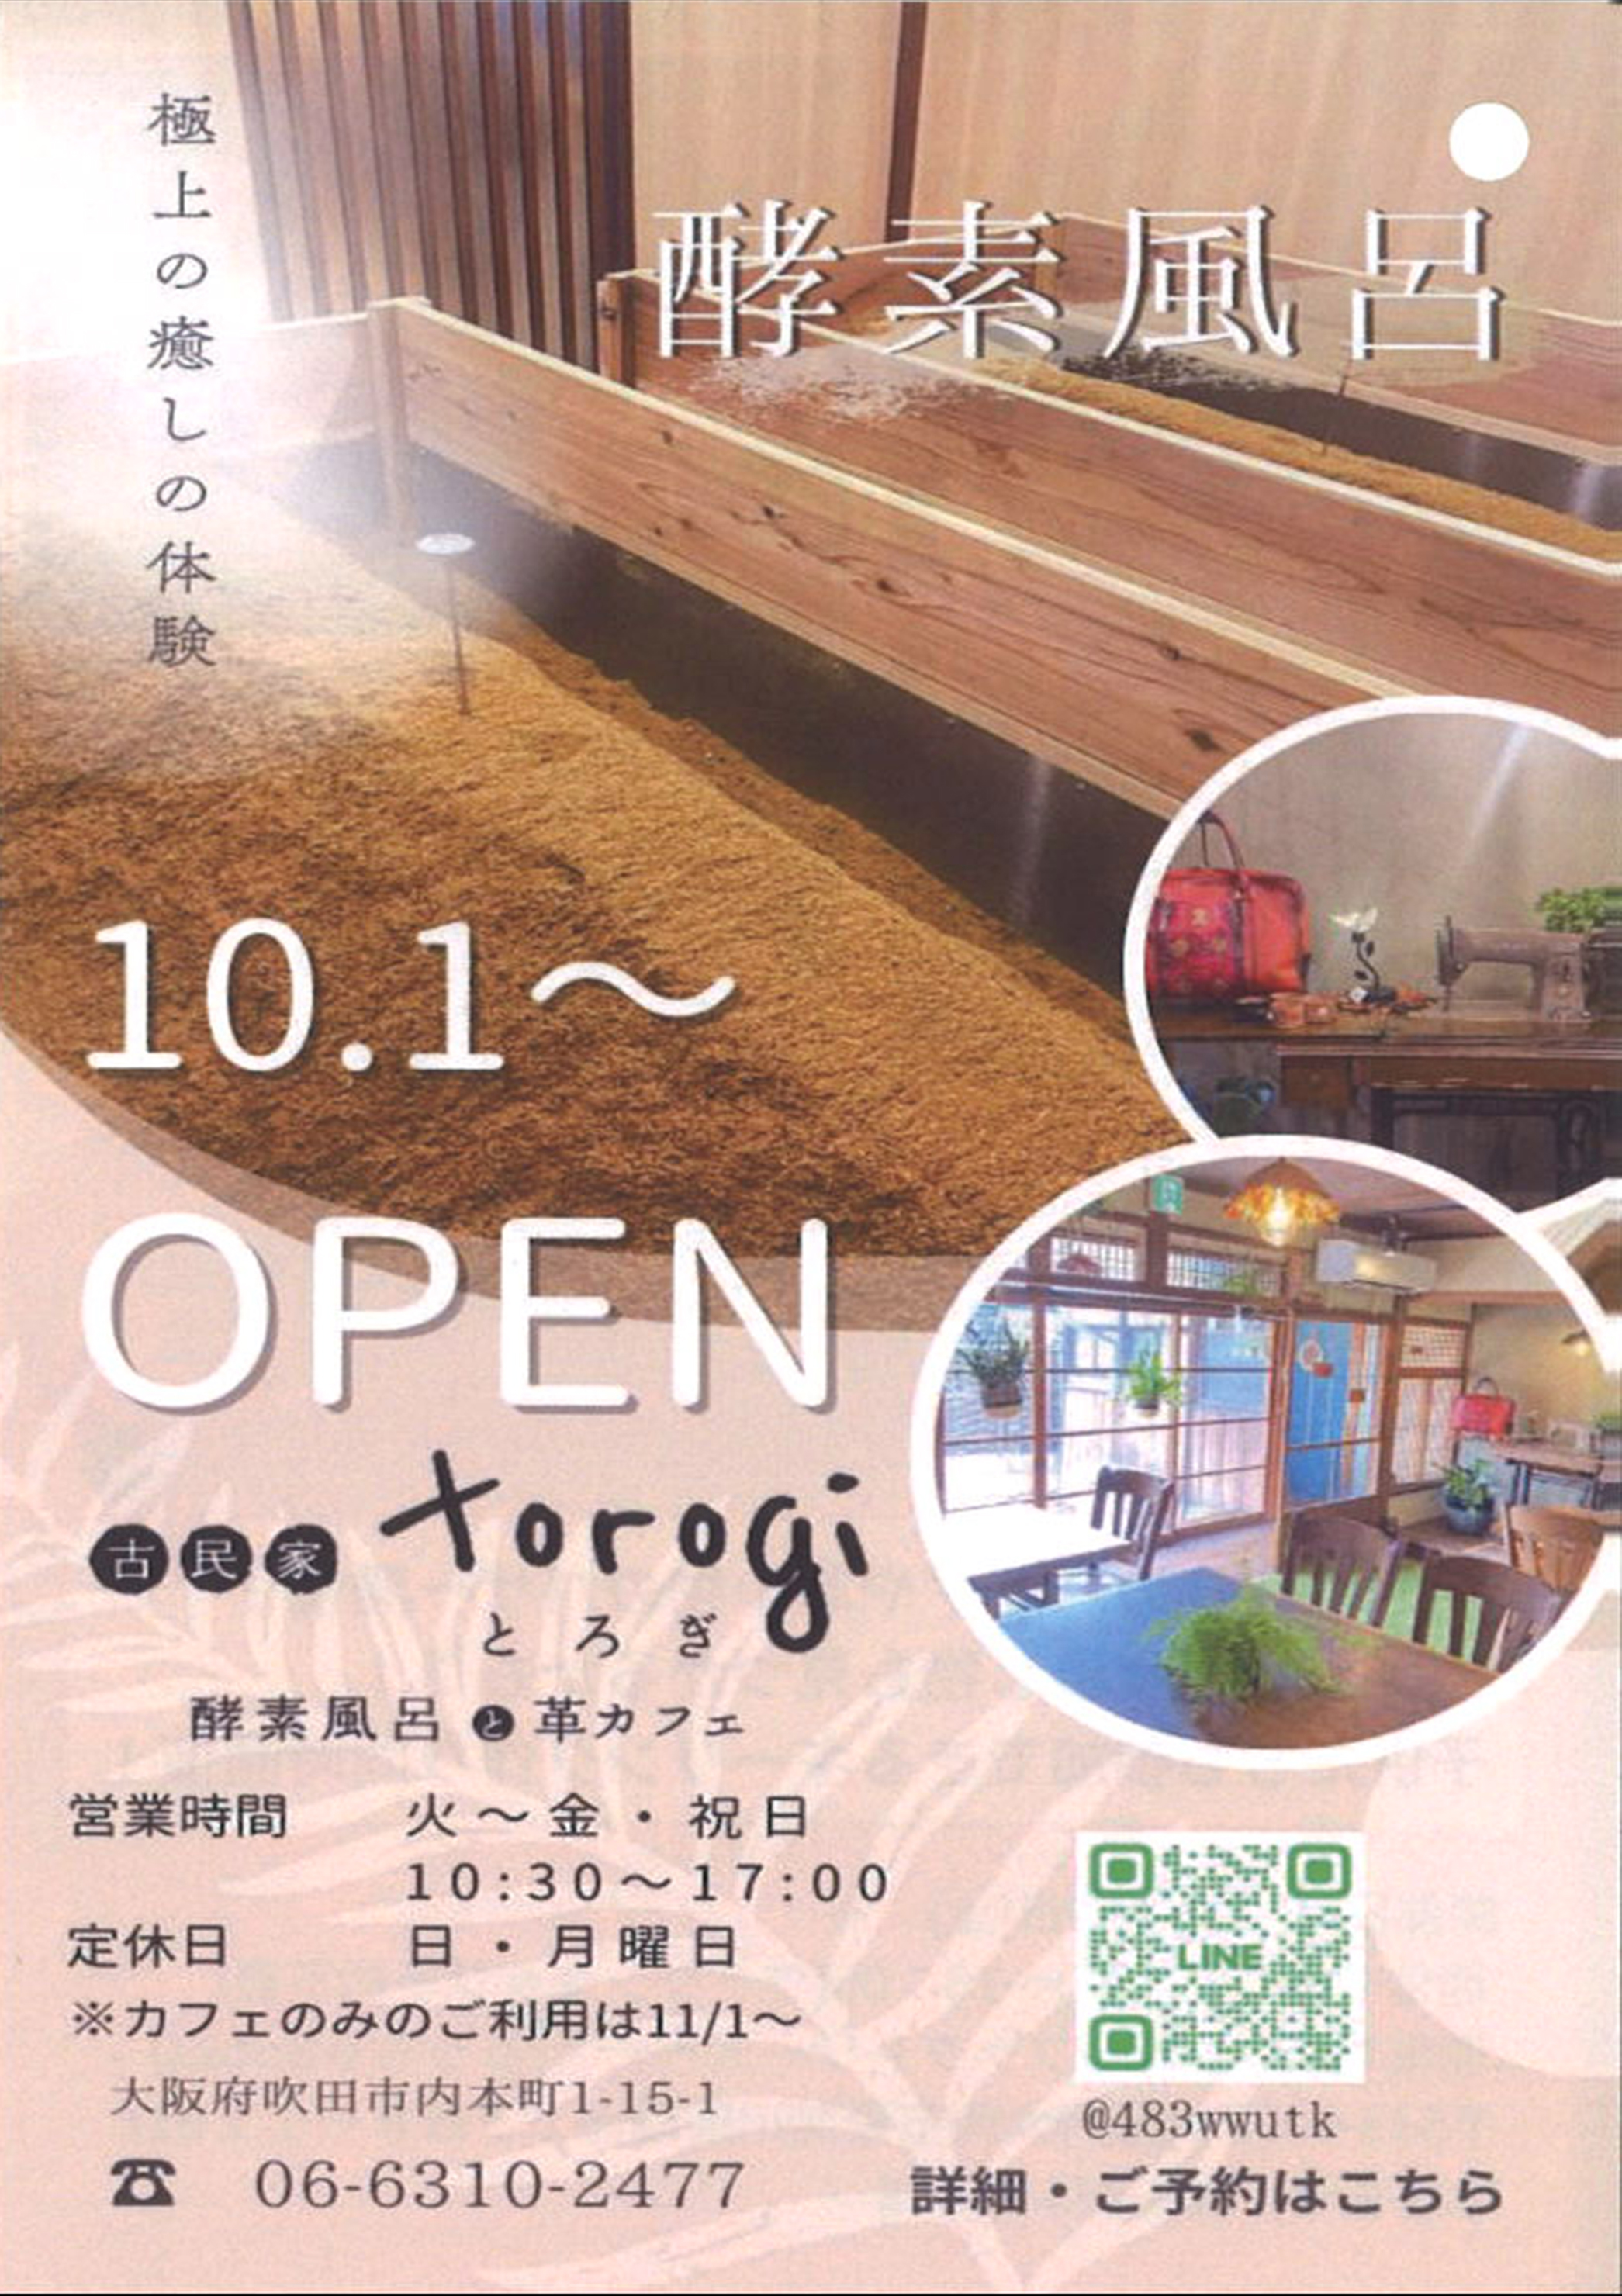 極上の癒しの体験
酵素風呂
10.1～
OPEN
古民家 torogi
とろぎ
酵素風呂と革カフェ
営業時間 火～金・祝日
10:30～17:00
定休日 日・月曜日
※カフェのみのご利用は11/1～
大阪府吹田市内本町1-15-1
☎ 06-6310-2477
LINE
@483wwutk
詳細・ご予約はこちら